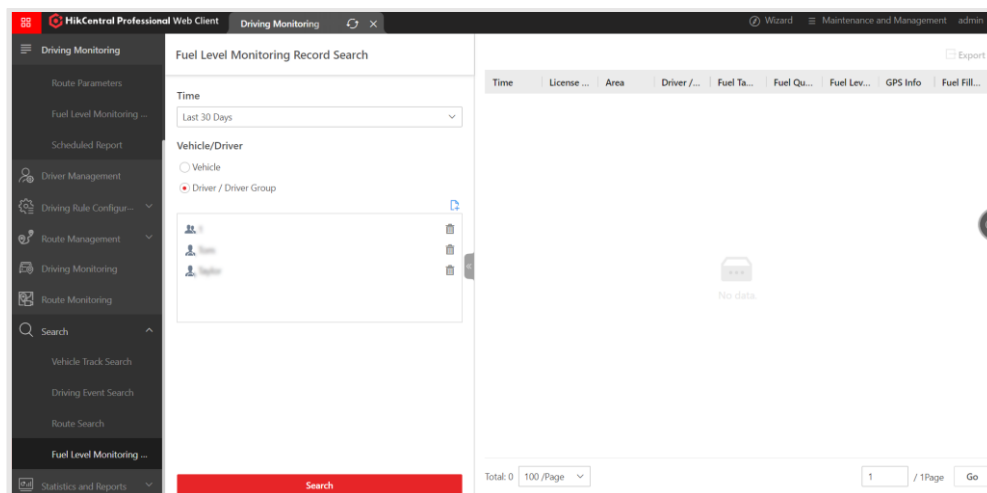 HikCentral Professional Web Client
Driving Monitoring
Wizard
Maintenance and Management
admin
Driving Monitoring
Route Parameters
Fuel Level Monitoring ...
Scheduled Report
Driver Management
Driving Rule Configur...
Route Management
Driving Monitoring
Route Monitoring
Search
Vehicle Track Search
Driving Event Search
Route Search
Fuel Level Monitoring ...
Statistics and Reports
Fuel Level Monitoring Record Search
Time
Last 30 Days
Vehicle/Driver
Vehicle
Driver / Driver Group
Search
Export
Time License ... Area Driver /... Fuel Ta... Fuel Qu... Fuel Lev... GPS Info Fuel Fill...
No data.
Total: 0 100 /Page 1 / 1Page Go